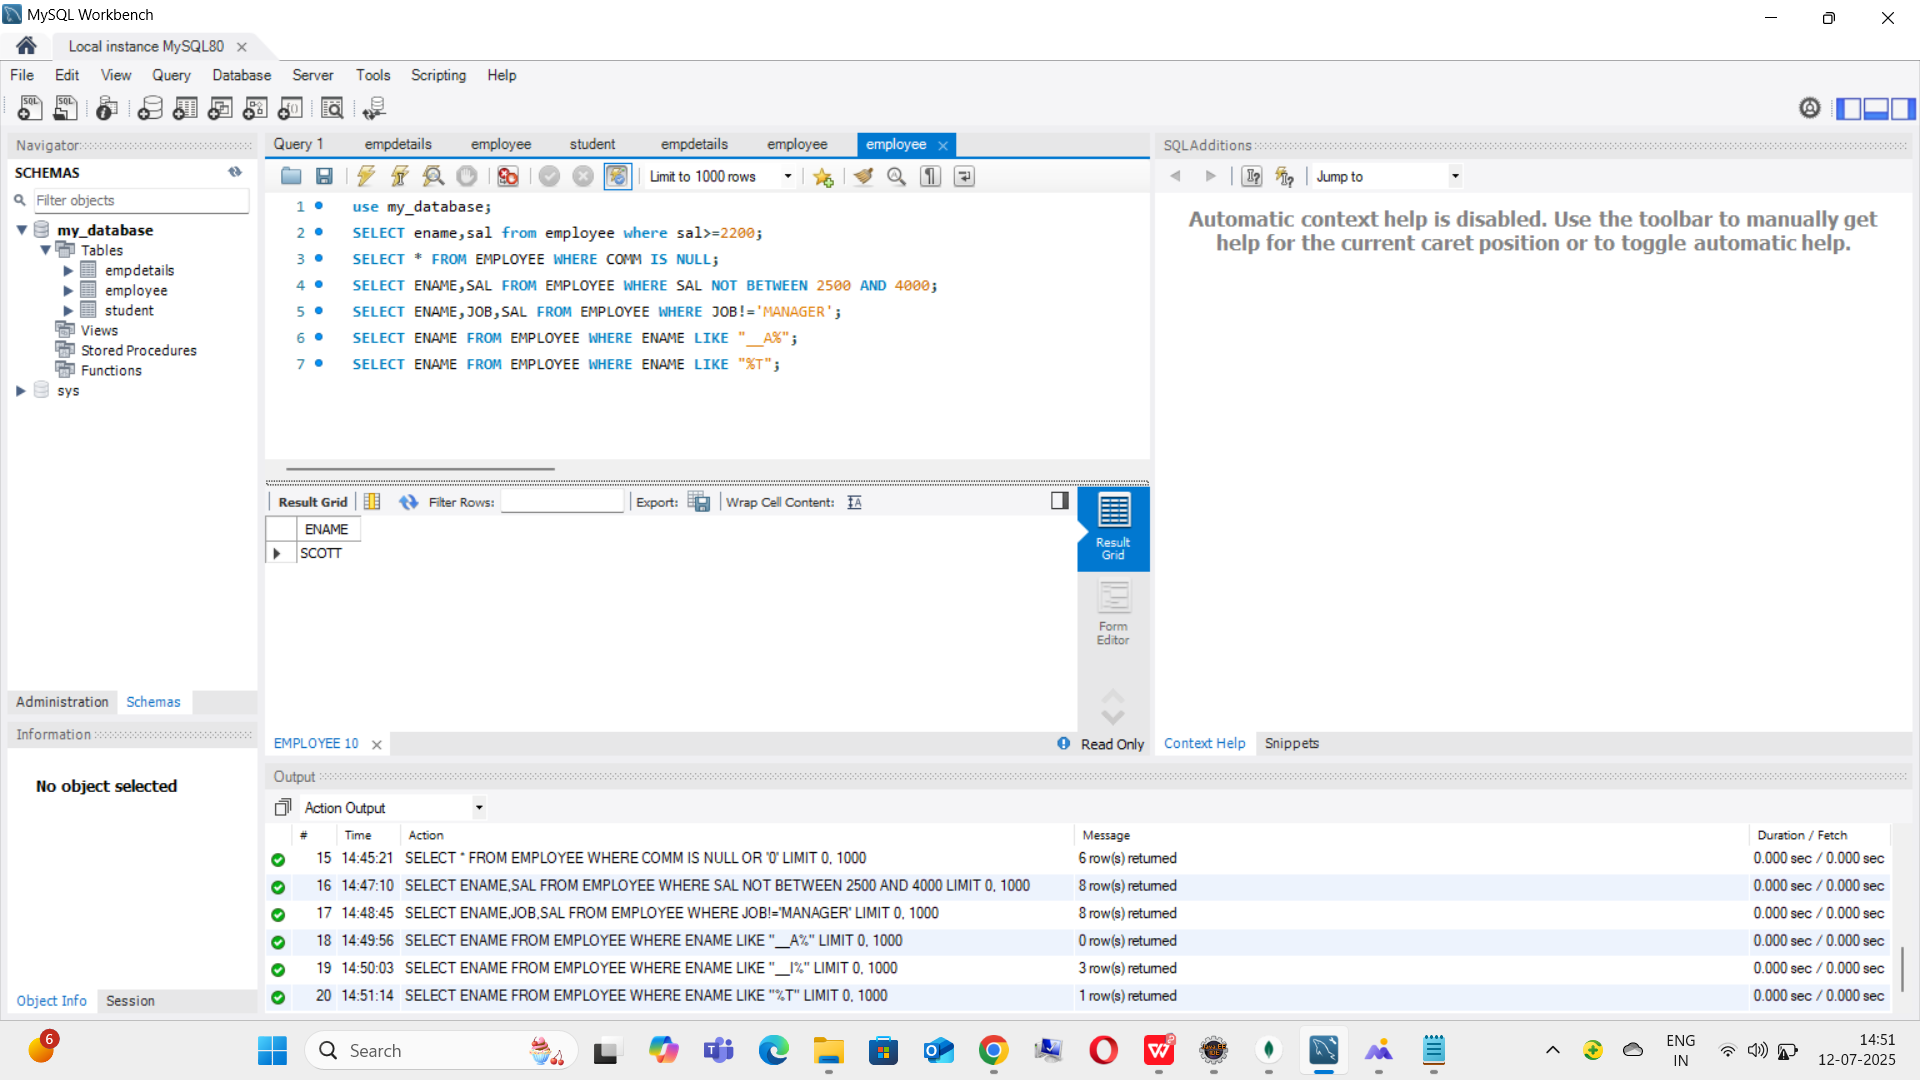 MySQL Workbench
Local instance MySQL80
File Edit View Query Database Server Tools Scripting Help
Navigator
SCHEMAS
Filter objects
my_database
Tables
empdetails
employee
student
Views
Stored Procedures
Functions
sys
Administration Schemas
Information
No object selected
Object Info Session
Query 1 empdetails employee student empdetails employee employee
Limit to 1000 rows
1 use my_database;
2 SELECT ename,sal from employee where sal>=2200;
3 SELECT * FROM EMPLOYEE WHERE COMM IS NULL;
4 SELECT ENAME,SAL FROM EMPLOYEE WHERE SAL NOT BETWEEN 2500 AND 4000;
5 SELECT ENAME,JOB,SAL FROM EMPLOYEE WHERE JOB!='MANAGER';
6 SELECT ENAME FROM EMPLOYEE WHERE ENAME LIKE "__A%";
7 SELECT ENAME FROM EMPLOYEE WHERE ENAME LIKE "%T";
Result Grid Filter Rows: Export: Wrap Cell Content:
ENAME
SCOTT
Result
Grid
Form
Editor
EMPLOYEE 10
Read Only
SQLAdditions
Jump to
Automatic context help is disabled. Use the toolbar to manually get
help for the current caret position or to toggle automatic help.
Context Help Snippets
Output
Action Output
# Time Action Message Duration / Fetch
15 14:45:21 SELECT * FROM EMPLOYEE WHERE COMM IS NULL OR '0' LIMIT 0, 1000 6 row(s) returned 0.000 sec / 0.000 sec
16 14:47:10 SELECT ENAME,SAL FROM EMPLOYEE WHERE SAL NOT BETWEEN 2500 AND 4000 LIMIT 0, 1000 8 row(s) returned 0.000 sec / 0.000 sec
17 14:48:45 SELECT ENAME,JOB,SAL FROM EMPLOYEE WHERE JOB!='MANAGER' LIMIT 0, 1000 8 row(s) returned 0.000 sec / 0.000 sec
18 14:49:56 SELECT ENAME FROM EMPLOYEE WHERE ENAME LIKE "__A%" LIMIT 0, 1000 0 row(s) returned 0.000 sec / 0.000 sec
19 14:50:03 SELECT ENAME FROM EMPLOYEE WHERE ENAME LIKE "__I%" LIMIT 0, 1000 3 row(s) returned 0.000 sec / 0.000 sec
20 14:51:14 SELECT ENAME FROM EMPLOYEE WHERE ENAME LIKE "%T" LIMIT 0, 1000 1 row(s) returned 0.000 sec / 0.000 sec
6
Search
ENG
IN
14:51
12-07-2025